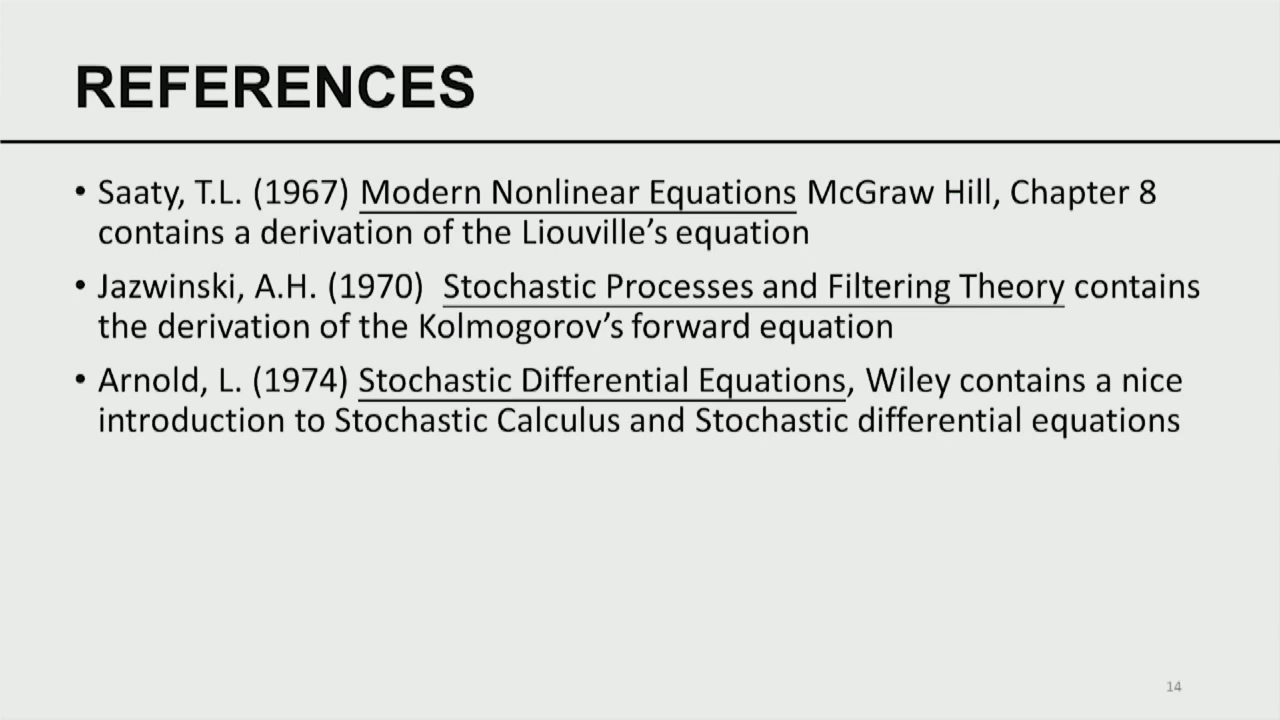 REFERENCES
• Saaty, T.L. (1967) Modern Nonlinear Equations McGraw Hill, Chapter 8
contains a derivation of the Liouville’s equation
• Jazwinski, A.H. (1970) Stochastic Processes and Filtering Theory contains
the derivation of the Kolmogorov’s forward equation
• Arnold, L. (1974) Stochastic Differential Equations, Wiley contains a nice
introduction to Stochastic Calculus and Stochastic differential equations
14